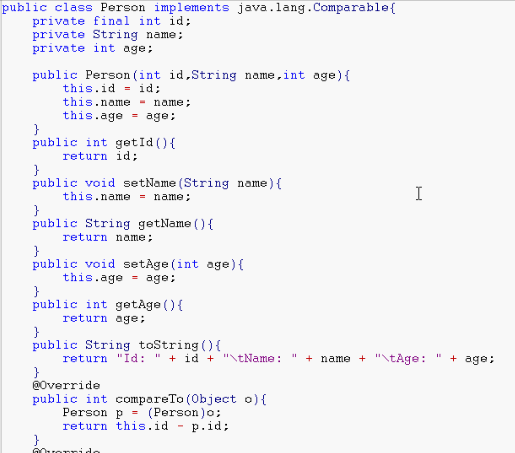 public class Person implements java.lang.Comparable{
    private final int id;
    private String name;
    private int age;

    public Person(int id,String name,int age){
        this.id = id;
        this.name = name;
        this.age = age;
    }
    public int getId(){
        return id;
    }
    public void setName(String name){
        this.name = name;
    }
    public String getName(){
        return name;
    }
    public void setAge(int age){
        this.age = age;
    }
    public int getAge(){
        return age;
    }
    public String toString(){
        return "Id: " + id + "\tName: " + name + "\tAge: " + age;
    }
    @Override
    public int compareTo(Object o){
        Person p = (Person)o;
        return this.id - p.id;
    }
    @Override